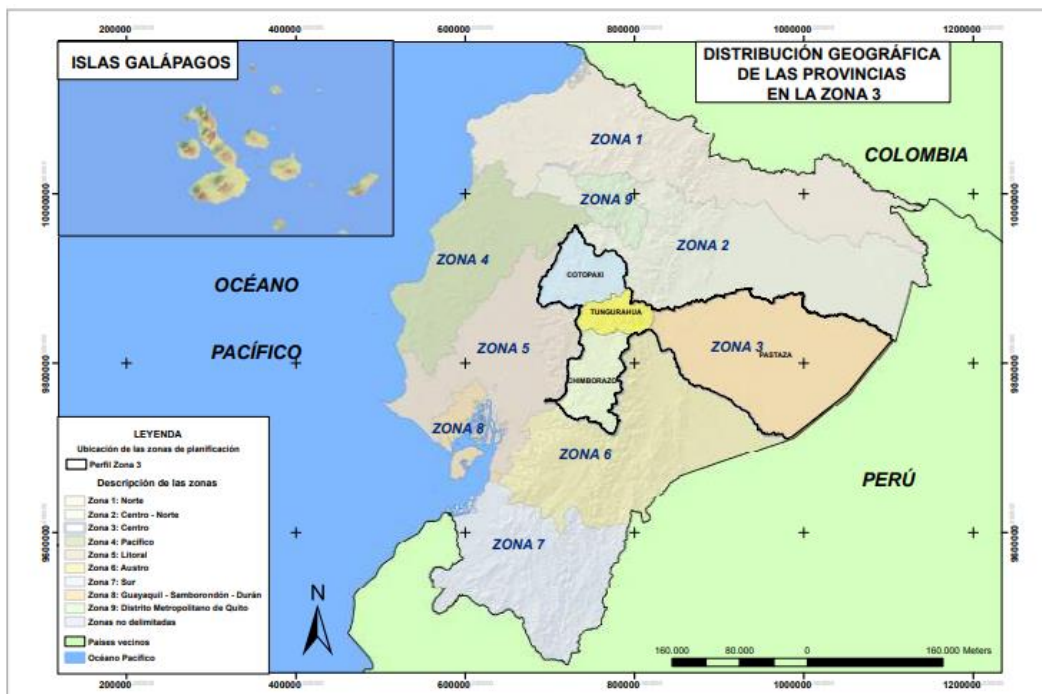 200000 400000 600000 800000 1000000 1200000
ISLAS GALÁPAGOS
DISTRIBUCIÓN GEOGRÁFICA
DE LAS PROVINCIAS
EN LA ZONA 3
ZONA 1
COLOMBIA
10000000 10000000
ZONA 9
ZONA 2
ZONA 4
COTOPAXI
OCÉANO
TUNGURAHUA
PACÍFICO
ZONA 5
ZONA 3
PASTAZA
9800000 9800000
CHIMBORAZO
ZONA 8
ZONA 6
PERÚ
9600000 9600000
ZONA 7
LEYENDA
Ubicación de las zonas de planificación
Perfil Zona 3
Descripción de las zonas
Zona 1: Norte
Zona 2: Centro - Norte
Zona 3: Centro
Zona 4: Pacífico
Zona 5: Litoral
Zona 6: Austro
Zona 7: Sur
Zona 8: Guayaquil - Samborondón - Durán
Zona 9: Distrito Metropolitano de Quito
Zonas no delimitadas
Países vecinos
Océano Pacífico
N
160.000 80.000 0 160.000 Meters
200000 400000 600000 800000 1000000 1200000